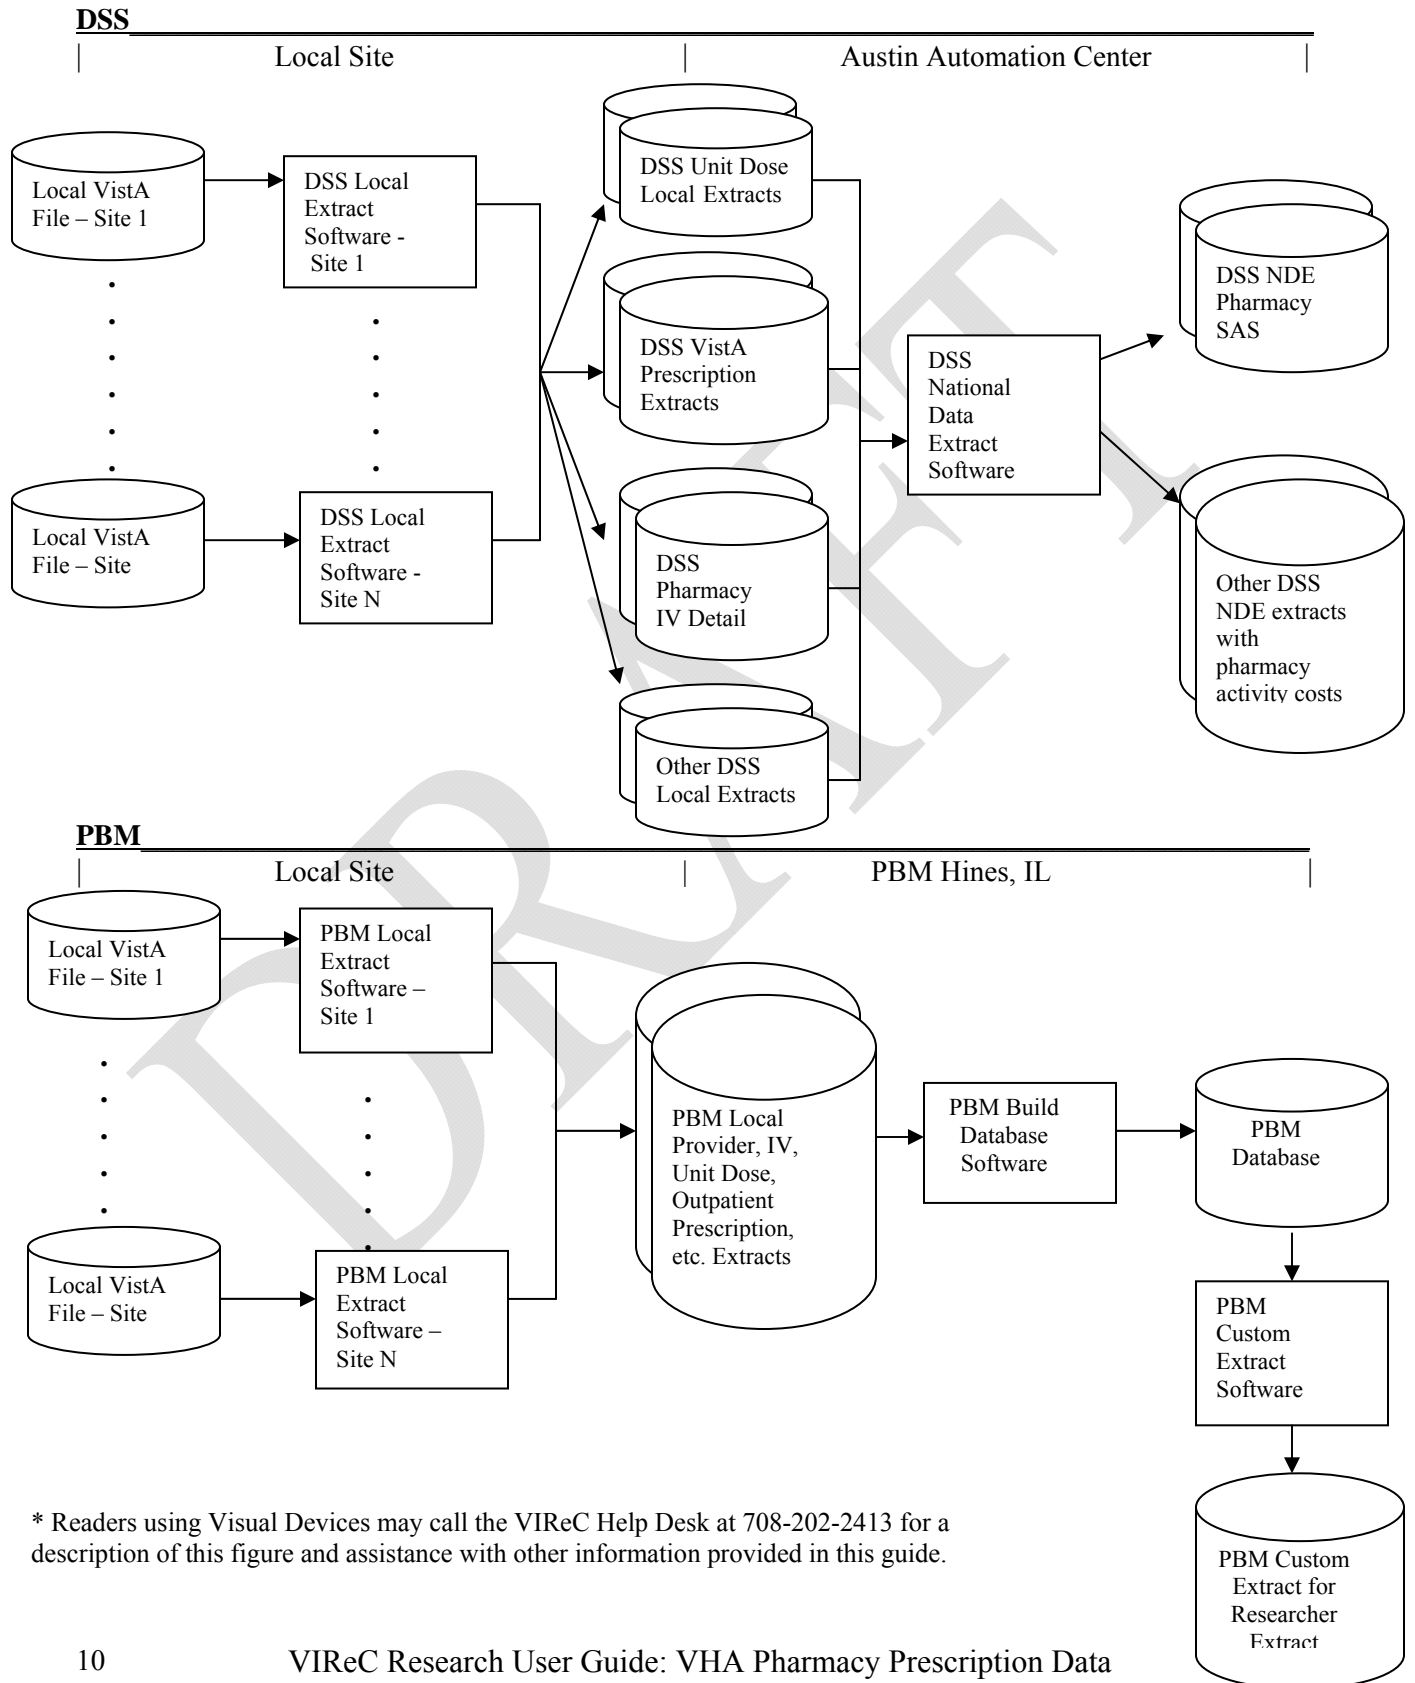 DSS
| Local Site | Austin Automation Center |
Local VistA
File – Site 1
DSS Local
Extract
Software -
Site 1
DSS Unit Dose
Local Extracts
DSS VistA
Prescription
Extracts
DSS
National
Data
Extract
Software
DSS NDE
Pharmacy
SAS
Local VistA
File – Site
DSS Local
Extract
Software -
Site N
DSS
Pharmacy
IV Detail
Other DSS
NDE extracts
with
pharmacy
activity costs
Other DSS
Local Extracts
DRAFT
PBM
| Local Site | PBM Hines, IL |
Local VistA
File – Site 1
PBM Local
Extract
Software –
Site 1
PBM Local
Provider, IV,
Unit Dose,
Outpatient
Prescription,
etc. Extracts
PBM Build
Database
Software
PBM
Database
Local VistA
File – Site
PBM Local
Extract
Software –
Site N
PBM
Custom
Extract
Software
PBM Custom
Extract for
Researcher
Extract
* Readers using Visual Devices may call the VIReC Help Desk at 708-202-2413 for a
description of this figure and assistance with other information provided in this guide.
10 VIReC Research User Guide: VHA Pharmacy Prescription Data